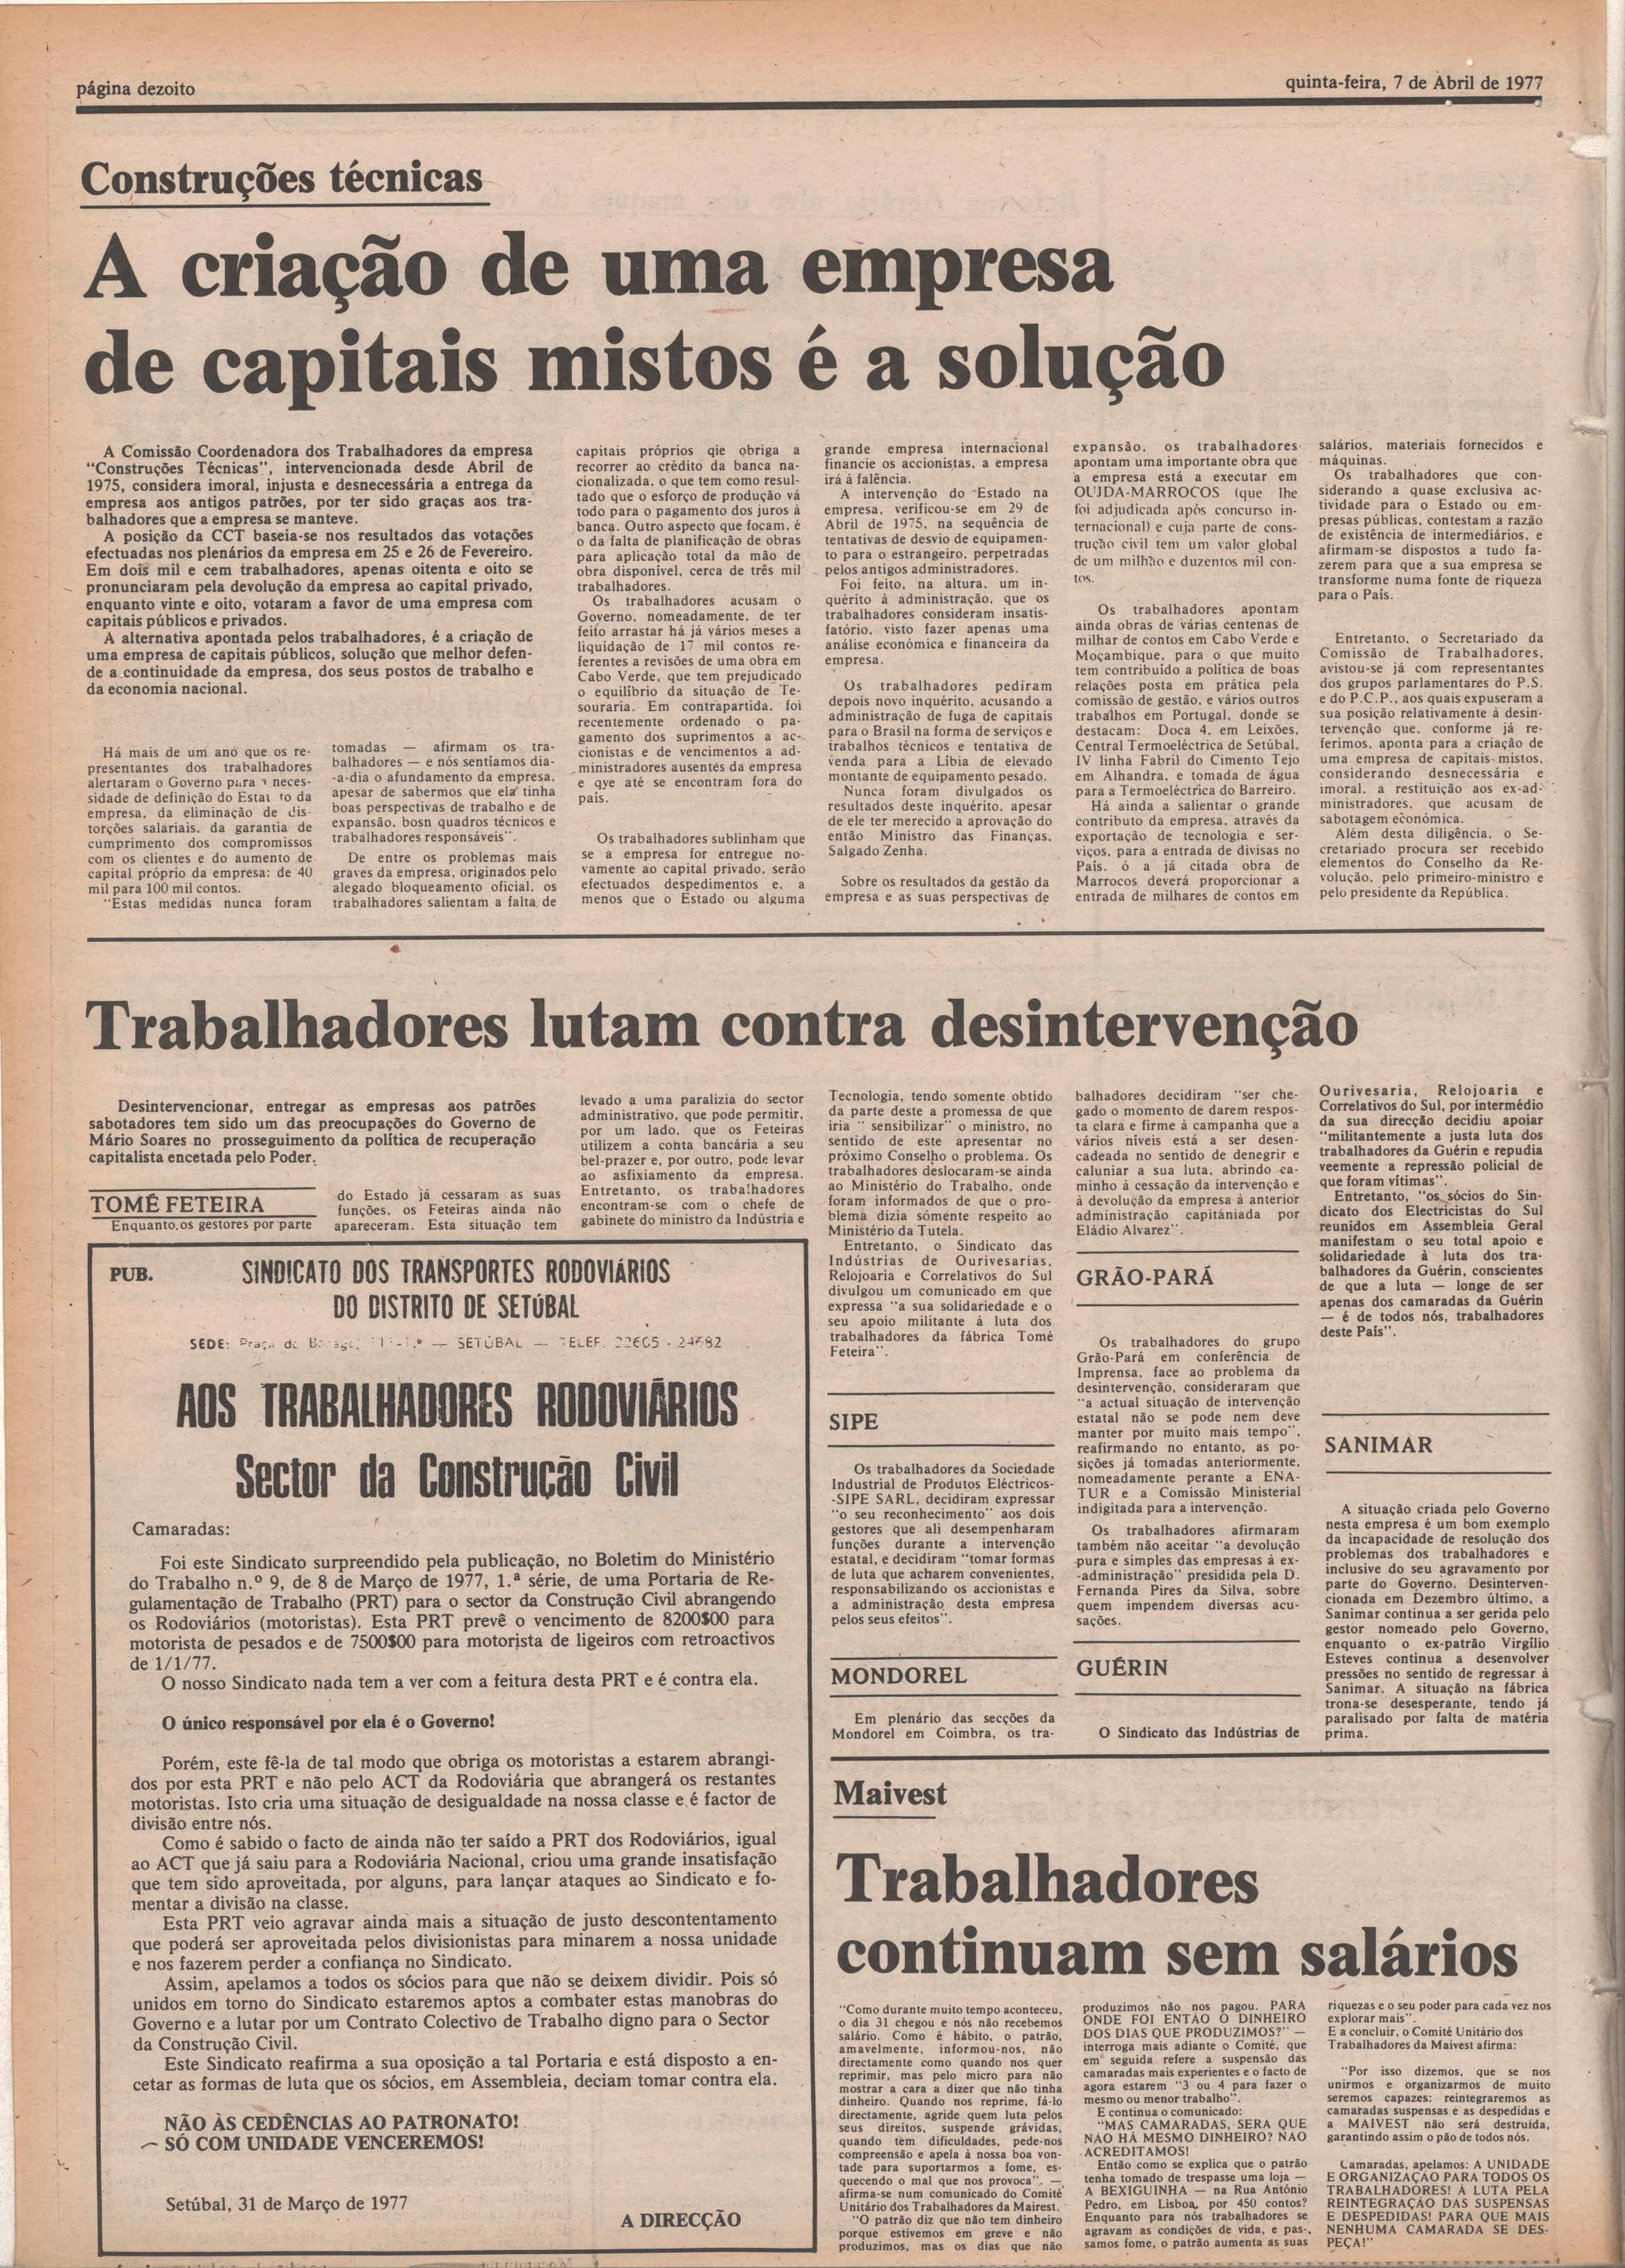 página dezoito
quinta-feira, 7 de Abril de 1977
Construções técnicas
A criação de uma empresa
de capitais mistos é a solução
A Comissão Coordenadora dos Trabalhadores da empresa
“Construções Técnicas”, intervencionada desde Abril de
1975, considera imoral, injusta e desnecessária a entrega da
empresa aos antigos patrões, por ter sido graças aos tra-
balhadores que a empresa se manteve.
A posição da CCT baseia-se nos resultados das votações
efectuadas nos plenários da empresa em 25 e 26 de Fevereiro.
Em dois mil e cem trabalhadores, apenas oitenta e oito se
pronunciaram pela devolução da empresa ao capital privado,
enquanto vinte e oito, votaram a favor de uma empresa com
capitais públicos e privados.
A alternativa apontada pelos trabalhadores, é a criação de
uma empresa de capitais públicos, solução que melhor defen-
de a continuidade da empresa, dos seus postos de trabalho e
da economia nacional.
Há mais de um ano que os re-
presentantes dos trabalhadores
alertaram o Governo para a neces-
sidade de definição do Estatuto da
empresa, da eliminação de dis-
torções salariais, da garantia de
cumprimento dos compromissos
com os clientes e do aumento de
capital próprio da empresa: de 40
mil para 100 mil contos.
“Estas medidas nunca foram
tomadas — afirmam os tra-
balhadores — e nós sentíamos dia-
-a-dia o afundamento da empresa,
apesar de sabermos que ela tinha
boas perspectivas de trabalho e de
expansão, bosn quadros técnicos e
trabalhadores responsáveis”.
De entre os problemas mais
graves da empresa, originados pelo
alegado bloqueamento oficial, os
trabalhadores salientam a falta de
capitais próprios qie obriga a
recorrer ao crédito da banca na-
cionalizada, o que tem como resul-
tado que o esforço de produção vá
todo para o pagamento dos juros à
banca. Outro aspecto que focam, é
o da falta de planificação de obras
para aplicação total da mão de
obra disponível, cerca de três mil
trabalhadores.
Os trabalhadores acusam o
Governo, nomeadamente, de ter
feito arrastar há já vários meses a
liquidação de 17 mil contos re-
ferentes a revisões de uma obra em
Cabo Verde, que tem prejudicado
o equilíbrio da situação de Te-
souraria. Em contrapartida, foi
recentemente ordenado o pa-
gamento dos suprimentos a ac-
cionistas e de vencimentos a ad-
ministradores ausentes da empresa
e qve até se encontram fora do
país.
Os trabalhadores sublinham que
se a empresa for entregue no-
vamente ao capital privado, serão
efectuados despedimentos e, a
menos que o Estado ou alguma
grande empresa internacional
financie os accionistas, a empresa
irá à falência.
A intervenção do Estado na
empresa, verificou-se em 29 de
Abril de 1975, na sequência de
tentativas de desvio de equipamen-
to para o estrangeiro, perpetradas
pelos antigos administradores.
Foi feito, na altura, um in-
quérito à administração, que os
trabalhadores consideram insatis-
fatório, visto fazer apenas uma
análise económica e financeira da
empresa.
Os trabalhadores pediram
depois novo inquérito, acusando a
administração de fuga de capitais
para o Brasil na forma de serviços e
trabalhos técnicos e tentativa de
venda para a Líbia de elevado
montante de equipamento pesado.
Nunca foram divulgados os
resultados deste inquérito, apesar
de ele ter merecido a aprovação do
então Ministro das Finanças,
Salgado Zenha.
Sobre os resultados da gestão da
empresa e as suas perspectivas de
expansão, os trabalhadores
apontam uma importante obra que
a empresa está a executar em
OUJDA-MARROCOS (que lhe
foi adjudicada após concurso in-
ternacional) e cuja parte de cons-
trução civil tem um valor global
de um milhão e duzentos mil con-
tos.
Os trabalhadores apontam
ainda obras de várias centenas de
milhar de contos em Cabo Verde e
Moçambique, para o que muito
tem contribuído a política de boas
relações posta em prática pela
comissão de gestão, e vários outros
trabalhos em Portugal, donde se
destacam: Doca 4, em Leixões,
Central Termoeléctrica de Setúbal,
IV linha Fabril do Cimento Tejo
em Alhandra, e tomada de água
para a Termoeléctrica do Barreiro.
Há ainda a salientar o grande
contributo da empresa, através da
exportação de tecnologia e ser-
viços, para a entrada de divisas no
País, ó a já citada obra de
Marrocos deverá proporcionar a
entrada de milhares de contos em
salários, materiais fornecidos e
máquinas.
Os trabalhadores que con-
siderando a quase exclusiva ac-
tividade para o Estado ou em-
presas públicas, contestam a razão
de existência de intermediários, e
afirmam-se dispostos a tudo fa-
zerem para que a sua empresa se
transforme numa fonte de riqueza
para o País.
Entretanto, o Secretariado da
Comissão de Trabalhadores,
avistou-se já com representantes
dos grupos parlamentares do P.S.
e do P.C.P., aos quais expuseram a
sua posição relativamente à desin-
tervenção que, conforme já re-
ferimos, aponta para a criação de
uma empresa de capitais mistos,
considerando desnecessária e
imoral, a restituição aos ex-ad-
ministradores, que acusam de
sabotagem económica.
Além desta diligência, o Se-
cretariado procura ser recebido
elementos do Conselho da Re-
volução, pelo primeiro-ministro e
pelo presidente da República.
Trabalhadores lutam contra desintervenção
Desintervencionar, entregar as empresas aos patrões
sabotadores tem sido um das preocupações do Governo de
Mário Soares no prosseguimento da política de recuperação
capitalista encetada pelo Poder.
TOMÉ FETEIRA
Enquanto os gestores por parte
do Estado já cessaram as suas
funções, os Feteiras ainda não
apareceram. Esta situação tem
levado a uma paralizia do sector
administrativo, que pode permitir,
por um lado, que os Feteiras
utilizem a conta bancária a seu
bel-prazer e, por outro, pode levar
ao asfixiamento da empresa.
Entretanto, os trabalhadores
encontram-se com o chefe de
gabinete do ministro da Indústria e
Tecnologia, tendo somente obtido
da parte deste a promessa de que
iria “ sensibilizar” o ministro, no
sentido de este apresentar no
próximo Conselho o problema. Os
trabalhadores deslocaram-se ainda
ao Ministério do Trabalho, onde
foram informados de que o pro-
blema dizia sómente respeito ao
Ministério da Tutela.
Entretanto, o Sindicato das
Indústrias de Ourivesarias,
Relojoaria e Correlativos do Sul
divulgou um comunicado em que
expressa “a sua solidariedade e o
seu apoio militante à luta dos
trabalhadores da fábrica Tomé
Feteira”.
SIPE
Os trabalhadores da Sociedade
Industrial de Produtos Eléctricos-
-SIPE SARL, decidiram expressar
“o seu reconhecimento” aos dois
gestores que ali desempenharam
funções durante a intervenção
estatal, e decidiram “tomar formas
de luta que acharem convenientes,
responsabilizando os accionistas e
a administração desta empresa
pelos seus efeitos”.
MONDOREL
Em plenário das secções da
Mondorel em Coimbra, os tra-
balhadores decidiram “ser che-
gado o momento de darem respos-
ta clara e firme à campanha que a
vários níveis está a ser desen-
cadeada no sentido de denegrir e
caluniar a sua luta, abrindo ca-
minho à cessação da intervenção e
à devolução da empresa à anterior
administração capitâniada por
Eládio Alvarez”.
GRÃO-PARÁ
Os trabalhadores do grupo
Grão-Pará em conferência de
Imprensa, face ao problema da
desintervenção, consideraram que
“a actual situação de intervenção
estatal não se pode nem deve
manter por muito mais tempo”,
reafirmando no entanto, as po-
sições já tomadas anteriormente,
nomeadamente perante a ENA-
TUR e a Comissão Ministerial
indigitada para a intervenção.
Os trabalhadores afirmaram
também não aceitar “a devolução
pura e simples das empresas à ex-
-administração” presidida pela D.
Fernanda Pires da Silva, sobre
quem impendem diversas acu-
sações.
GUÉRIN
O Sindicato das Indústrias de
Ourivesaria, Relojoaria e
Correlativos do Sul, por intermédio
da sua direcção decidiu apoiar
“militantemente a justa luta dos
trabalhadores da Guérin e repudia
veemente a repressão policial de
que foram vítimas”.
Entretanto, “os sócios do Sin-
dicato dos Electricistas do Sul
reunidos em Assembleia Geral
manifestam o seu total apoio e
solidariedade à luta dos tra-
balhadores da Guérin, conscientes
de que a luta — longe de ser
apenas dos camaradas da Guérin
— é de todos nós, trabalhadores
deste País”.
SANIMAR
A situação criada pelo Governo
nesta empresa é um bom exemplo
da incapacidade de resolução dos
problemas dos trabalhadores e
inclusive do seu agravamento por
parte do Governo. Desinterven-
cionada em Dezembro último, a
Sanimar continua a ser gerida pelo
gestor nomeado pelo Governo,
enquanto o ex-patrão Virgílio
Esteves continua a desenvolver
pressões no sentido de regressar à
Sanimar. A situação na fábrica
trona-se desesperante, tendo já
paralisado por falta de matéria
prima.
PUB.
SINDICATO DOS TRANSPORTES RODOVIÁRIOS
DO DISTRITO DE SETÚBAL
SEDE: Praça do — SETÚBAL — TELEF. 22605 - 24682
AOS TRABALHADORES RODOVIÁRIOS
Sector da Construção Civil
Camaradas:
Foi este Sindicato surpreendido pela publicação, no Boletim do Ministério
do Trabalho n.º 9, de 8 de Março de 1977, 1.ª série, de uma Portaria de Re-
gulamentação de Trabalho (PRT) para o sector da Construção Civil abrangendo
os Rodoviários (motoristas). Esta PRT prevê o vencimento de 8200$00 para
motorista de pesados e de 7500$00 para motorista de ligeiros com retroactivos
de 1/1/77.
O nosso Sindicato nada tem a ver com a feitura desta PRT e é contra ela.
O único responsável por ela é o Governo!
Porém, este fê-la de tal modo que obriga os motoristas a estarem abrangi-
dos por esta PRT e não pelo ACT da Rodoviária que abrangerá os restantes
motoristas. Isto cria uma situação de desigualdade na nossa classe e é factor de
divisão entre nós.
Como é sabido o facto de ainda não ter saído a PRT dos Rodoviários, igual
ao ACT que já saiu para a Rodoviária Nacional, criou uma grande insatisfação
que tem sido aproveitada, por alguns, para lançar ataques ao Sindicato e fo-
mentar a divisão na classe.
Esta PRT veio agravar ainda mais a situação de justo descontentamento
que poderá ser aproveitada pelos divisionistas para minarem a nossa unidade
e nos fazerem perder a confiança no Sindicato.
Assim, apelamos a todos os sócios para que não se deixem dividir. Pois só
unidos em torno do Sindicato estaremos aptos a combater estas manobras do
Governo e a lutar por um Contrato Colectivo de Trabalho digno para o Sector
da Construção Civil.
Este Sindicato reafirma a sua oposição a tal Portaria e está disposto a en-
cetar as formas de luta que os sócios, em Assembleia, deciam tomar contra ela.
NÃO ÀS CEDÊNCIAS AO PATRONATO!
— SÓ COM UNIDADE VENCEREMOS!
Setúbal, 31 de Março de 1977
A DIRECÇÃO
Maivest
Trabalhadores
continuam sem salários
“Como durante muito tempo aconteceu,
o dia 31 chegou e nós não recebemos
salário. Como é hábito, o patrão,
amavelmente, informou-nos, não
directamente como quando nos quer
reprimir, mas pelo micro para não
mostrar a cara a dizer que não tinha
dinheiro. Quando nos reprime, fá-lo
directamente, agride quem luta pelos
seus direitos, suspende grávidas,
quando tem dificuldades, pede-nos
compreensão e apela à nossa boa von-
tade para suportarmos a fome, es-
quecendo o mal que nos provoca”, —
afirma-se num comunicado do Comité
Unitário dos Trabalhadores da Mairest.
“O patrão diz que não tem dinheiro
porque estivemos em greve e não
produzimos, mas os dias que não
produzimos não nos pagou. PARA
ONDE FOI ENTÃO O DINHEIRO
DOS DIAS QUE PRODUZIMOS?” —
interroga mais adiante o Comité, que
em seguida refere a suspensão das
camaradas mais experientes e o facto de
agora estarem “3 ou 4 para fazer o
mesmo ou menor trabalho”.
E continua o comunicado:
“MAS CAMARADAS, SERA QUE
NÃO HÁ MESMO DINHEIRO? NÃO
ACREDITAMOS!
Então como se explica que o patrão
tenha tomado de trespasse uma loja —
A BEXIGUINHA — na Rua António
Pedro, em Lisboa, por 450 contos?
Enquanto para nós trabalhadores se
agravam as condições de vida, e pas-
samos fome, o patrão aumenta as suas
riquezas e o seu poder para cada vez nos
explorar mais”.
E a concluir, o Comité Unitário dos
Trabalhadores da Maivest afirma:
“Por isso dizemos, que se nos
unirmos e organizarmos de muito
seremos capazes: reintegraremos as
camaradas suspensas e as despedidas e
a MAIVEST não será destruída,
garantindo assim o pão de todos nós.
Camaradas, apelamos: A UNIDADE
E ORGANIZAÇÃO PARA TODOS OS
TRABALHADORES! À LUTA PELA
REINTEGRAÇÃO DAS SUSPENSAS
E DESPEDIDAS! PARA QUE MAIS
NENHUMA CAMARADA SE DES-
PEÇA!”